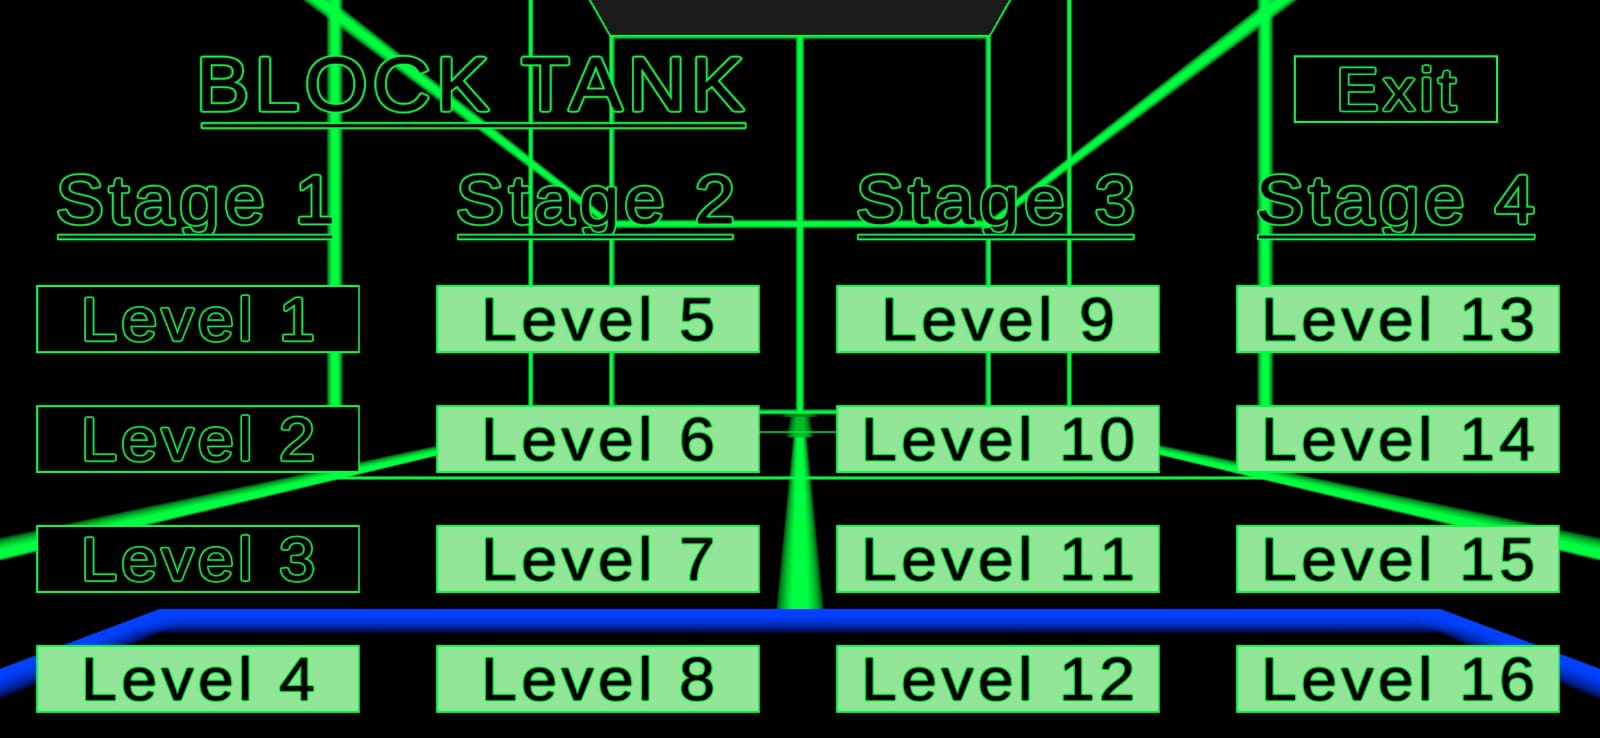 BLOCK TANK
Exit
Stage 1 Stage 2 Stage 3 Stage 4
Level 1 Level 5 Level 9 Level 13
Level 2 Level 6 Level 10 Level 14
Level 3 Level 7 Level 11 Level 15
Level 4 Level 8 Level 12 Level 16